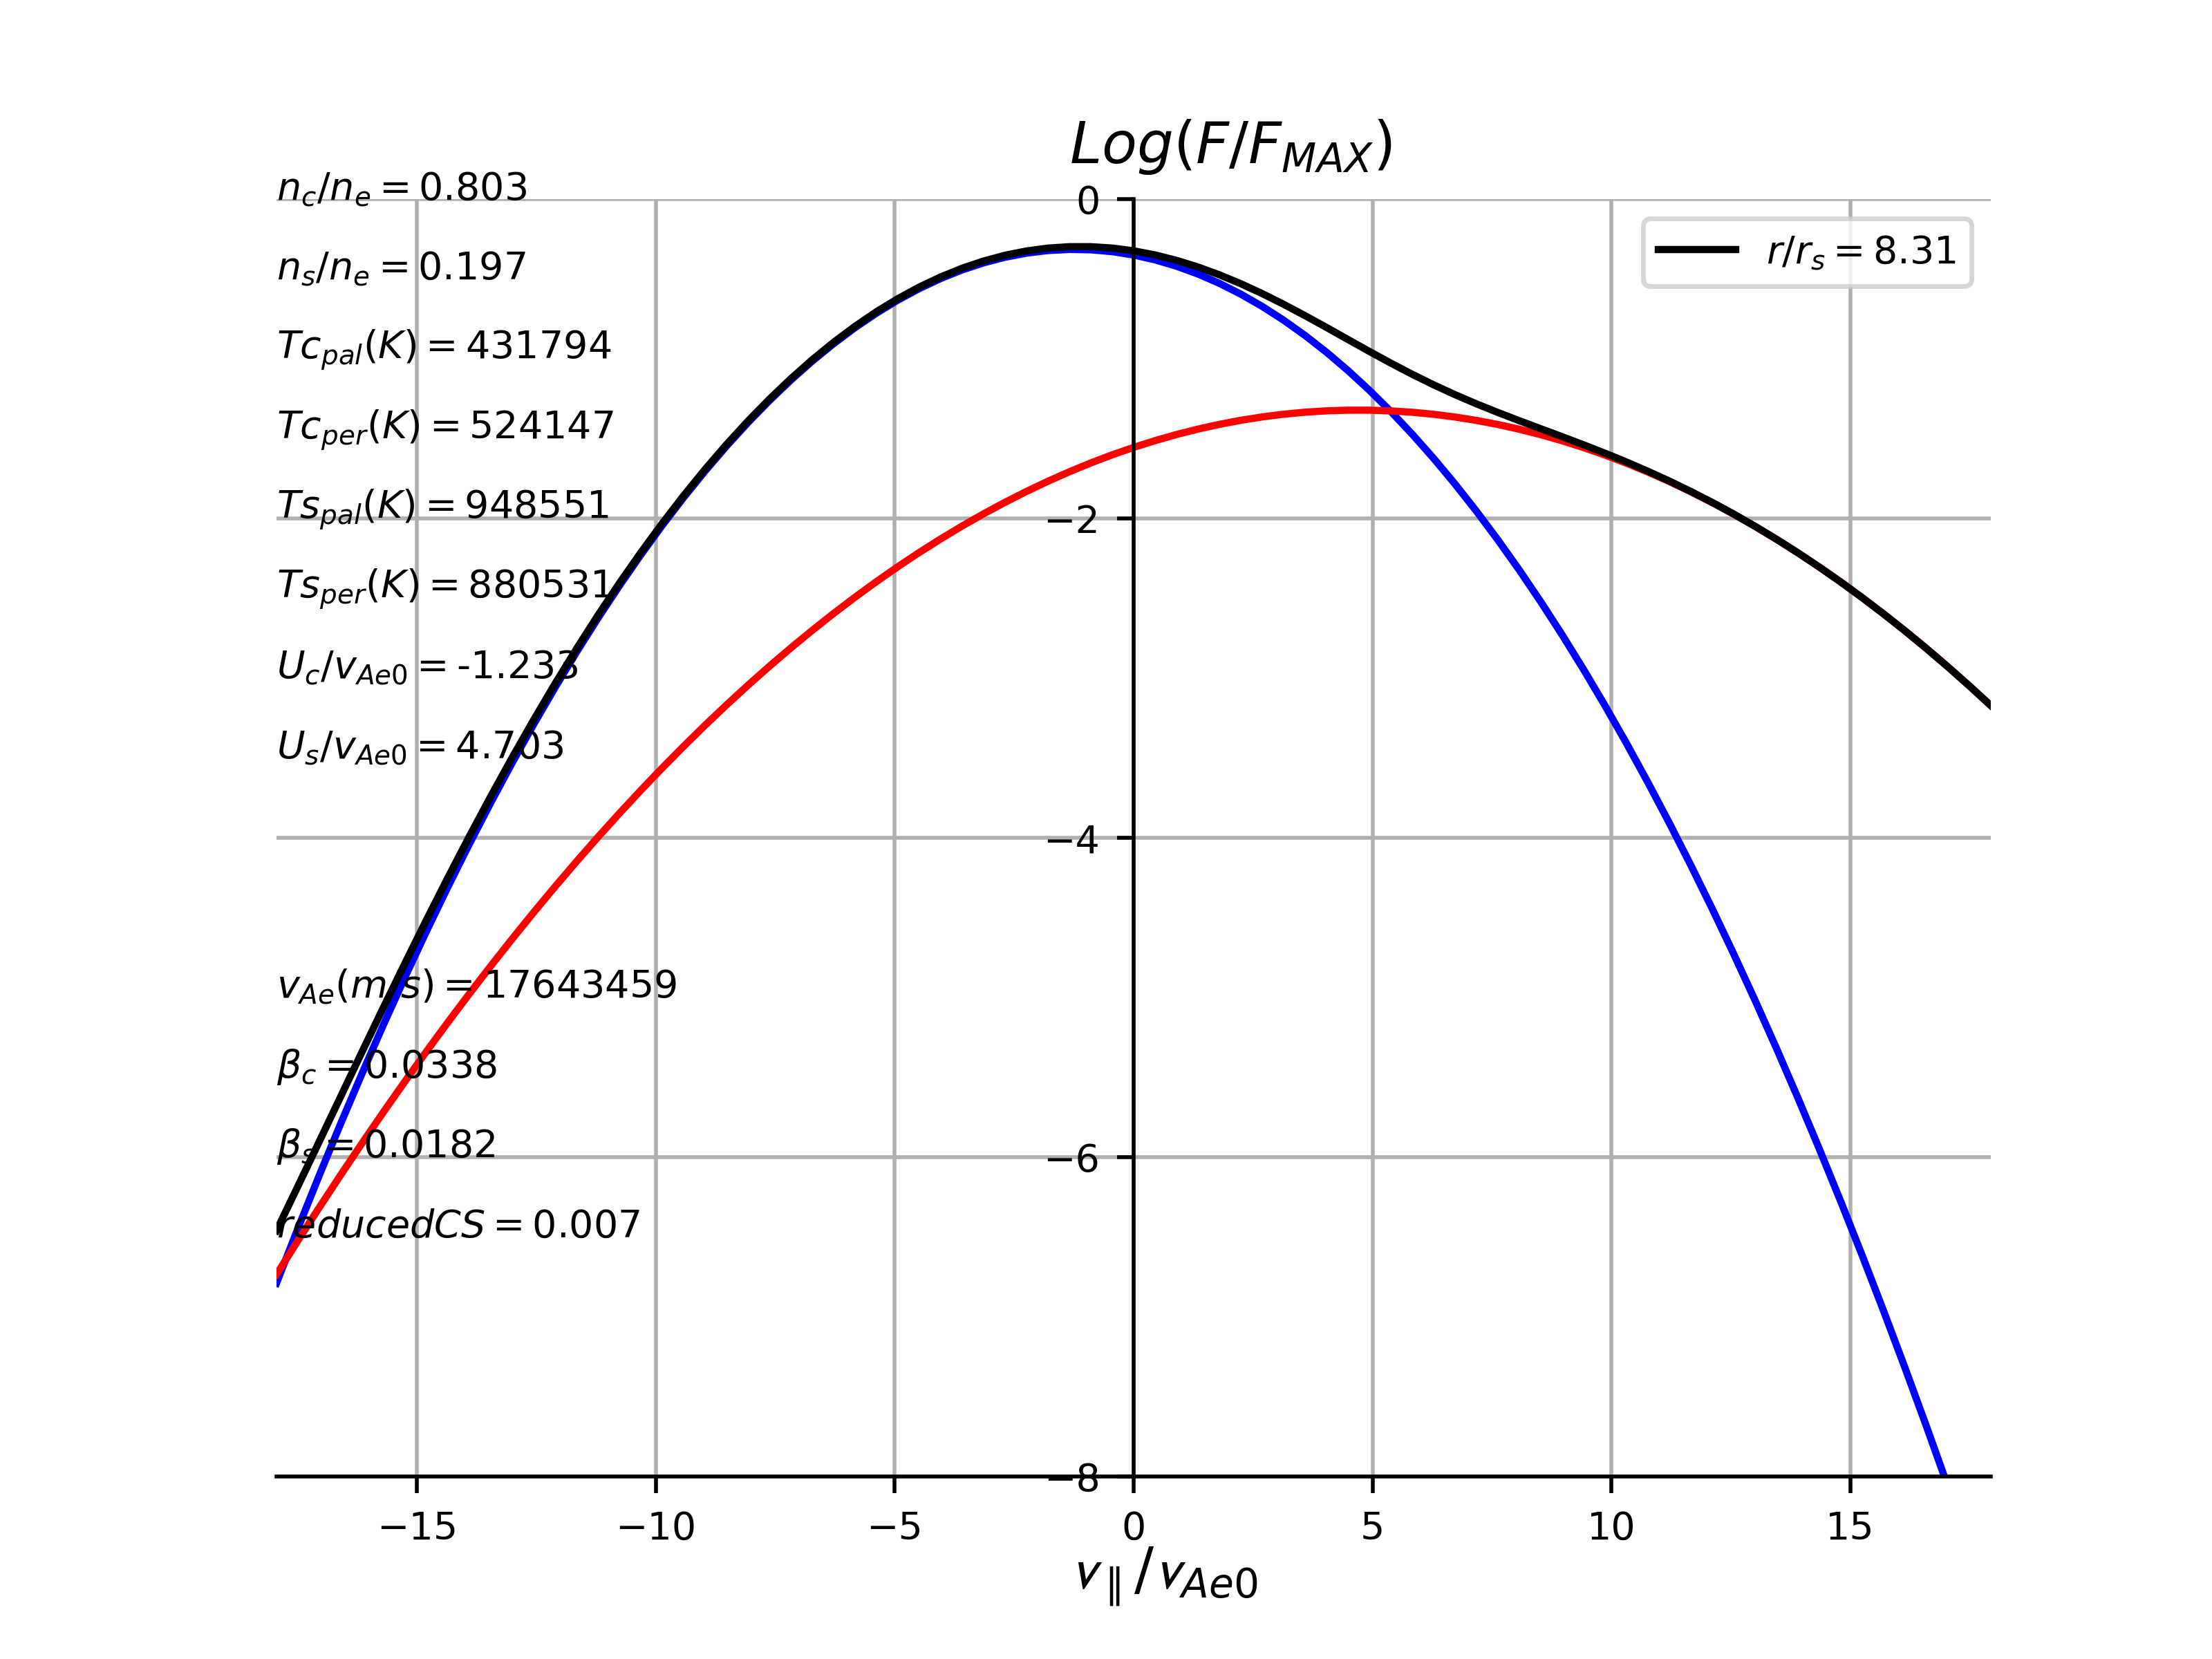 Log(F/F_MAX)
n_c/n_e = 0.803
n_s/n_e = 0.197
Tc_pal(K) = 431794
Tc_per(K) = 524147
Ts_pal(K) = 948551
Ts_per(K) = 880531
U_c/v_Ae0 = -1.233
U_s/v_Ae0 = 4.703
v_Ae(m/s) = 17643459
β_c = 0.0338
β_s = 0.0182
reducedCS = 0.007
r/r_s = 8.31
0
−2
−4
−6
−8
−15 −10 −5 0 5 10 15
v_∥/v_Ae0